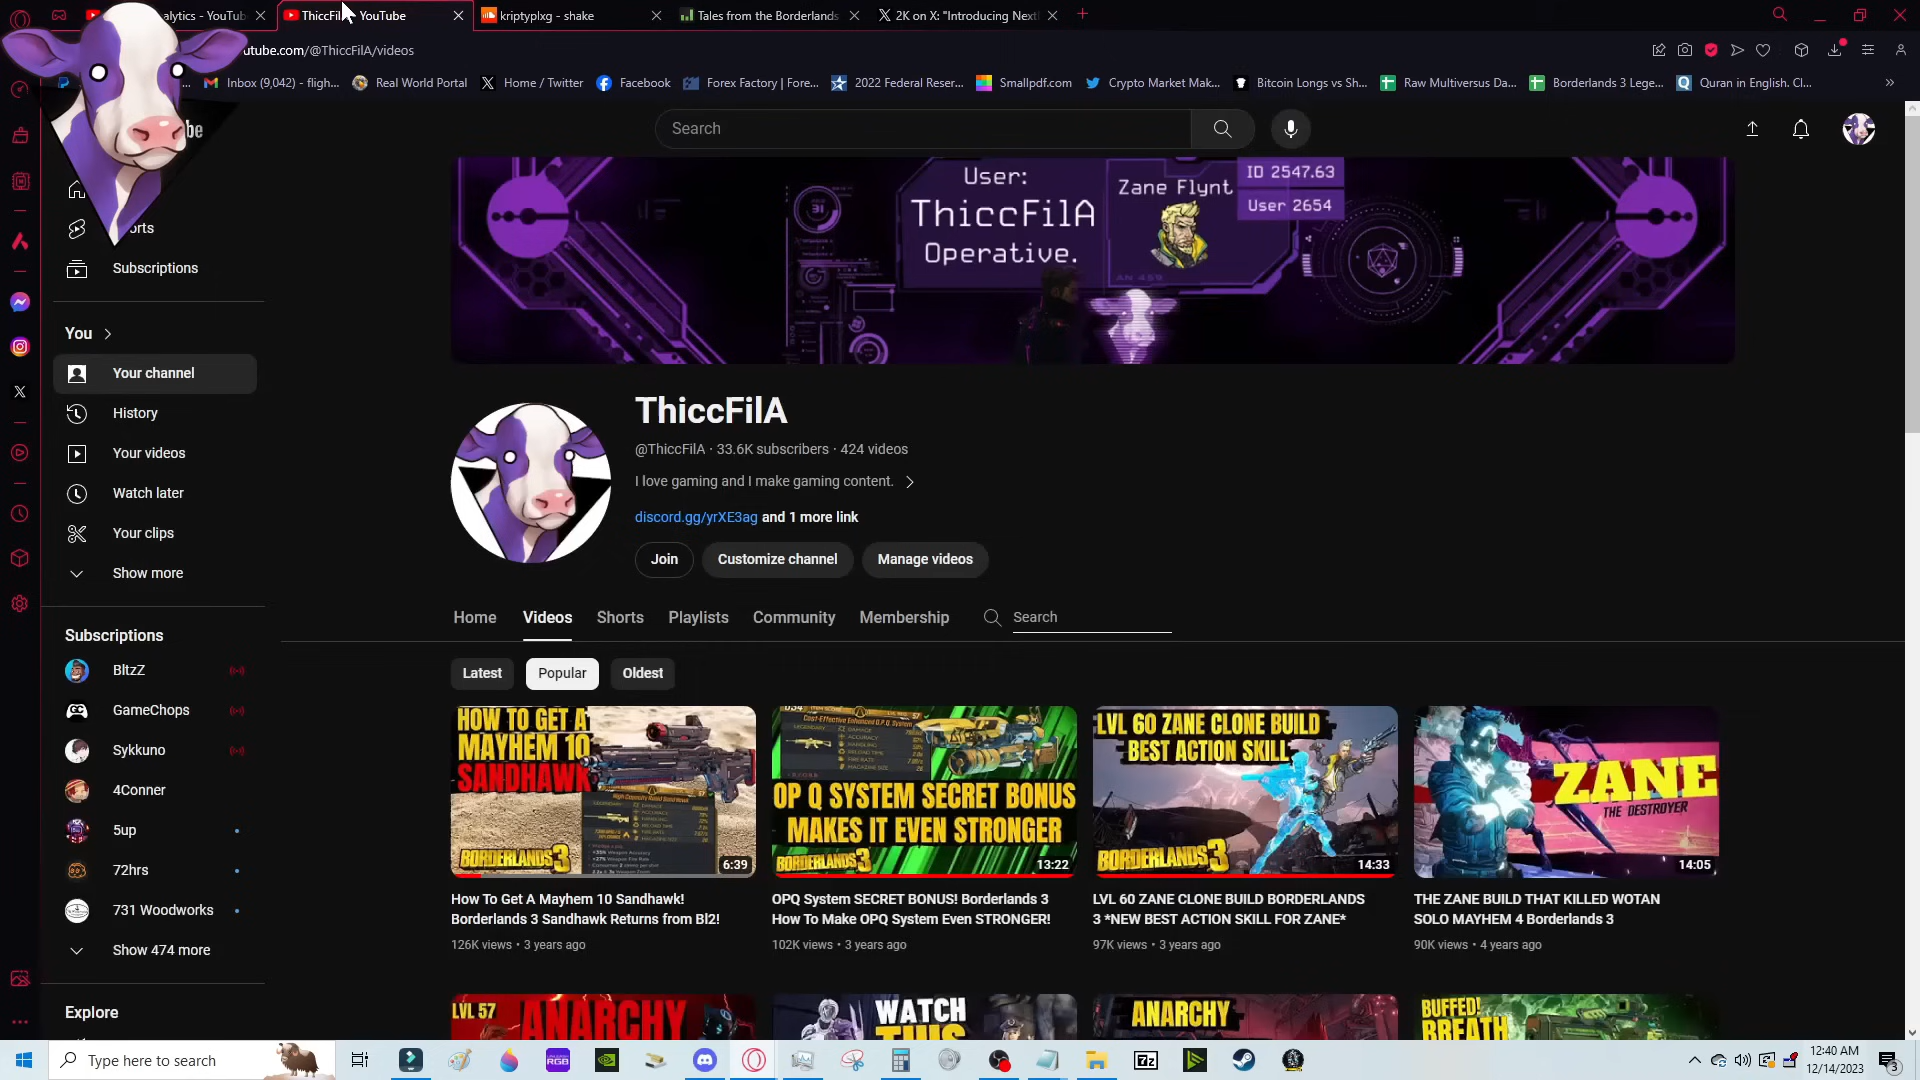 alytics - YouTub
ThiccFil
YouTube
kriptyplxg - shake
Tales from the Borderlands
2K on X: "Introducing Next
utube.com/@ThiccFilA/videos
Inbox (9,042) - fligh...
Real World Portal
Home / Twitter
Facebook
Forex Factory | Fore...
2022 Federal Reser...
Smallpdf.com
Crypto Market Mak...
Bitcoin Longs vs Sh...
Raw Multiversus Da...
Borderlands 3 Lege...
Quran in English. Cl...
be
Search
orts
Subscriptions
You
Your channel
History
Your videos
Watch later
Your clips
Show more
Subscriptions
BltzZ
GameChops
Sykkuno
4Conner
5up
72hrs
731 Woodworks
Show 474 more
Explore
User:
ThiccFilA
Operative.
Zane Flynt
ID 2547.63
User 2654
31
AN 459
ThiccFilA
@ThiccFilA · 33.6K subscribers · 424 videos
I love gaming and I make gaming content.
discord.gg/yrXE3ag and 1 more link
Join
Customize channel
Manage videos
Home
Videos
Shorts
Playlists
Community
Membership
Search
Latest
Popular
Oldest
HOW TO GET A
MAYHEM 10
SANDHAWK
BORDERLANDS 3
6:39
How To Get A Mayhem 10 Sandhawk!
Borderlands 3 Sandhawk Returns from Bl2!
126K views • 3 years ago
Cost-Effective Enhanced O.P.Q. System
OP Q SYSTEM SECRET BONUS
MAKES IT EVEN STRONGER
BORDERLANDS 3
13:22
OPQ System SECRET BONUS! Borderlands 3
How To Make OPQ System Even STRONGER!
102K views • 3 years ago
LVL 60 ZANE CLONE BUILD
BEST ACTION SKILL
BORDERLANDS 3
14:33
LVL 60 ZANE CLONE BUILD BORDERLANDS
3 *NEW BEST ACTION SKILL FOR ZANE*
97K views • 3 years ago
ZANE
THE DESTROYER
14:05
THE ZANE BUILD THAT KILLED WOTAN
SOLO MAYHEM 4 Borderlands 3
90K views • 4 years ago
LVL 57
ANARCHY
WATCH
THIS
ANARCHY
BUFFED!
BREATH
Type here to search
RGB
7z
12:40 AM
12/14/2023
3